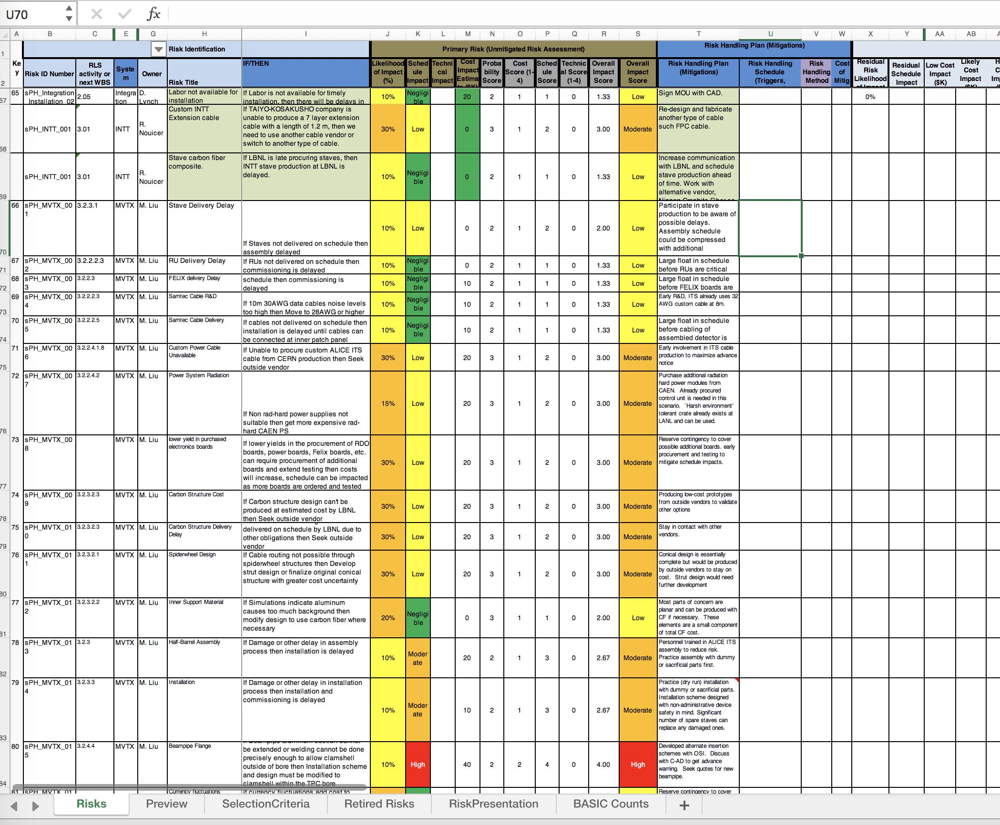 U70
fx
A B C E G H I J K L M N O P Q R S T U V W X Y AA AB
1 Risk Identification Primary Risk (Unmitigated Risk Assessment) Risk Handling Plan (Mitigations)
2 Key Risk ID Number RLS activity or next WBS System Owner Risk Title IF/THEN Likelihood of Impact (%) Schedule Impact Technical Impact Cost Impact Probability Score Cost Score (1-4) Schedule Score Technical Score (1-4) Overall Impact Score Overall Impact Score Risk Handling Plan (Mitigations) Risk Handling Schedule (Triggers, Risk Handling Method Cost of Mitig Residual Risk Likelihood Residual Schedule Impact Low Cost Impact ($K) Likely Cost Impact
67 65 sPH_Integration Installation_02 2.05 Integration D. Lynch Labor not available for installation If Labor is not available for timely installation, then there will be delays in 10% Negligible 20 2 1 1 0 1.33 Low Sign MOU with CAD. 0%
68 sPH_INTT_001 3.01 INTT R. Nouicer Custom INTT Extension cable If TAIYO-KOSAKUSHO company is unable to produce a 7 layer extension cable with a length of 1.2 m, then we need to use another cable vendor or switch to another type of cable. 30% Low 0 3 1 2 0 3.00 Moderate Re-design and fabricate another type of cable such FPC cable.
69 sPH_INTT_001 3.01 INTT R. Nouicer Stave carbon fiber composite. If LBNL is late procuring staves, then INTT stave production at LBNL is delayed. 10% Negligible 0 2 1 1 0 1.33 Low Increase communication with LBNL and schedule stave production ahead of time. Work with alternative vendor,
70 66 sPH_MVTX_001 3.2.3.1 MVTX M. Liu Stave Delivery Delay If Staves not delivered on schedule then assembly delayed 10% Low 0 2 1 2 0 2.00 Low Participate in stave production to be aware of possible delays. Assembly schedule could be compressed with additional
71 67 sPH_MVTX_002 3.2.2.2.3 MVTX M. Liu RU Delivery Delay If RUs not delivered on schedule then commissioning is delayed 10% Negligible 0 2 1 1 0 1.33 Low Large float in schedule before RUs are critical
72 68 sPH_MVTX_003 3.2.2.3 MVTX M. Liu FELIX delivery Delay schedule then commissioning is delayed 10% Negligible 10 2 1 1 0 1.33 Low Large float in schedule before FELIX boards are
73 69 sPH_MVTX_004 3.2.2.2.3 MVTX M. Liu Samtec Cable R&D If 10m 30AWG data cables noise levels too high then Move to 28AWG or higher 10% Negligible 10 2 1 1 0 1.33 Low Early R&D, ITS already uses 32 AWG custom cable at 8m.
74 70 sPH_MVTX_005 3.2.2.2.5 MVTX M. Liu Samtec Cable Delivery If cables not delivered on schedule then installation is delayed until cables can be connected at inner patch panel 10% Negligible 10 2 1 1 0 1.33 Low Large float in schedule before cabling of assembled detector is
75 71 sPH_MVTX_006 3.2.2.4.1.8 MVTX M. Liu Custom Power Cable Unavailable If Unable to procure custom ALICE ITS cable from CERN production then Seek outside vendor 30% Low 20 3 1 2 0 3.00 Moderate Early involvement in ITS cable production to maximize advance notice
76 72 sPH_MVTX_007 3.2.2.4.2 MVTX M. Liu Power System Radiation If Non rad-hard power supplies not suitable then get more expensive rad-hard CAEN PS 15% Low 20 3 1 2 0 3.00 Moderate Purchase additional radiation hard power modules from CAEN. Already procured control unit is needed in this scenario. `Harsh environment' tolerant crate already exists at LANL and can be used.
77 73 sPH_MVTX_008 MVTX M. Liu lower yield in purchased electronics boards If lower yields in the procurement of RDO boards, power boards, Felix boards, etc. can require procurement of additional boards and extend testing then costs will increase, schedule can be impacted as more boards are ordered and tested 30% Low 20 3 1 2 0 3.00 Moderate Reserve contingency to cover possible additional boards. early procurement and testing to mitigate schedule impacts.
78 74 sPH_MVTX_009 3.2.3.2.3 MVTX M. Liu Carbon Structure Cost If Carbon structure design can't be produced at estimated cost by LBNL then Seek outside vendor 30% Low 20 3 1 2 0 3.00 Moderate Producing low-cost prototypes from outside vendors to validate other options
79 75 sPH_MVTX_010 3.2.3.2.3 MVTX M. Liu Carbon Structure Delivery Delay delivered on schedule by LBNL due to other obligations then Seek outside vendor 30% Low 20 3 1 2 0 3.00 Moderate Stay in contact with other vendors.
80 76 sPH_MVTX_011 3.2.3.2.1 MVTX M. Liu Spiderwheel Design If Cable routing not possible through spiderwheel structures then Develop strut design or finalize original conical structure with greater cost uncertainty 30% Low 20 3 1 2 0 3.00 Moderate Conical design is essentially complete but would be produced by outside vendors to stay on cost. Strut design would need further development
81 77 sPH_MVTX_012 3.2.3.2.2 MVTX M. Liu Inner Support Material If Simulations indicate aluminum causes too much background then modify design to use carbon fiber where necessary 20% Negligible 0 3 1 1 0 2.00 Low Most parts of concern are planar and can be produced with CF if necessary. These elements are a small component of total CF cost.
82 78 sPH_MVTX_013 3.2.3 MVTX M. Liu Half-Barrel Assembly If Damage or other delay in assembly process then installation is delayed 10% Moderate 20 2 1 3 0 2.67 Moderate Personnel trained in ALICE ITS assembly to reduce risk. Practice assembly with dummy or sacrificial parts first.
83 79 sPH_MVTX_014 3.2.3.3 MVTX M. Liu Installation If Damage or other delay in installation process then installation and commissioning is delayed 10% Moderate 10 2 1 3 0 2.67 Moderate Practice (dry run) installation with dummy or sacrificial parts. Installation scheme designed with non-administrative device safety in mind. Significant number of spare staves can replace any damaged ones.
84 80 sPH_MVTX_015 3.2.4.4 MVTX M. Liu Beampipe Flange be extended or welding cannot be done precisely enough to allow clamshell outside of bore then Installation scheme and design must be modified to clamshell within the TPC bore 10% High 40 2 2 4 0 4.00 High Developed alternate insertion schemes with OSI. Discuss with C-AD to get advance warning. Seek quotes for new beampipe.
81 Currency fluctuations If currency fluctuations add cost to Reserve contingency to cover
Risks Preview SelectionCriteria Retired Risks RiskPresentation BASIC Counts +